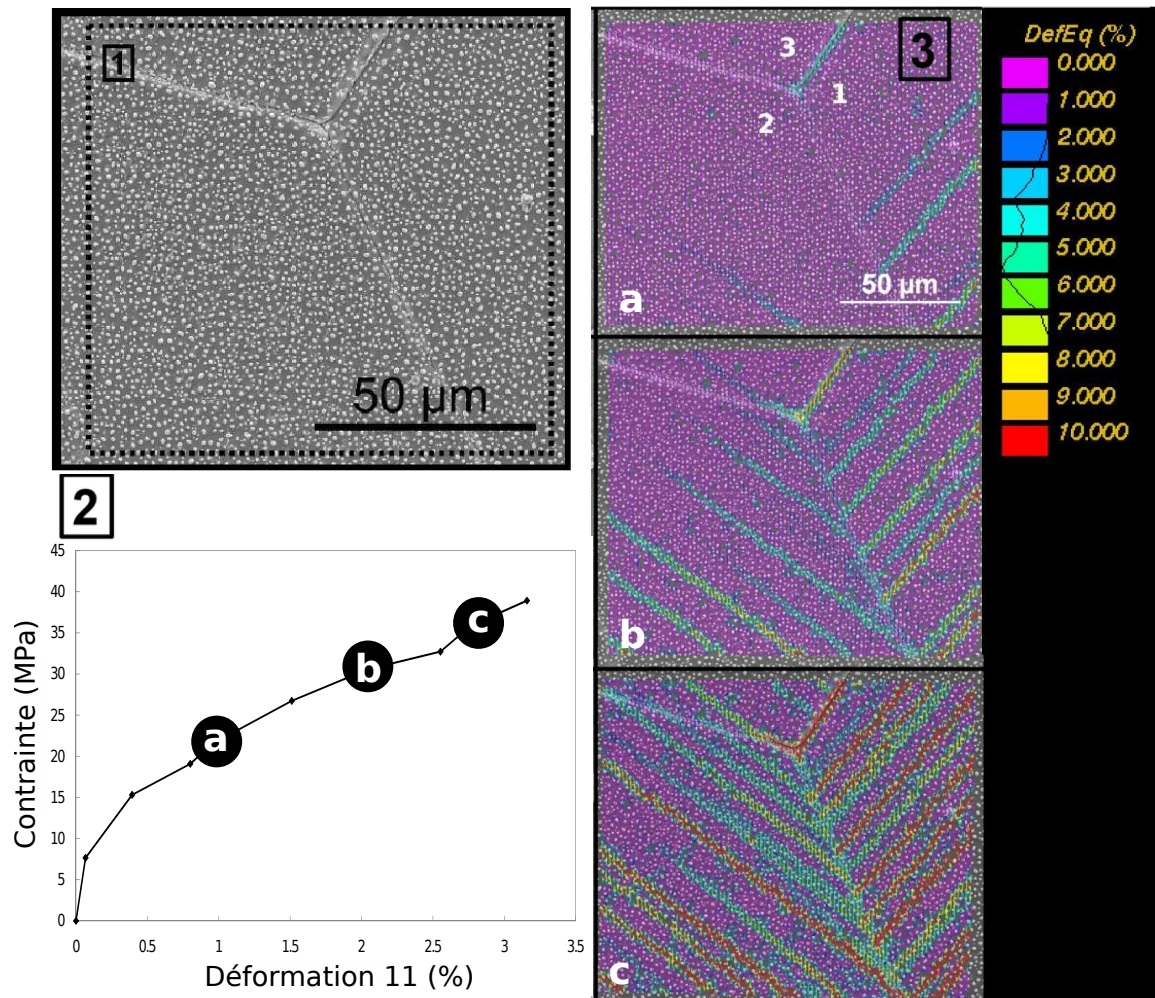 1
50 µm
2
45
40
35
30
25
20
15
10
5
0
0 0.5 1 1.5 2 2.5 3 3.5
Contrainte (MPa)
Déformation 11 (%)
a
b
c
3
3
1
2
50 µm
a
b
c
DefEq (%)
0.000
1.000
2.000
3.000
4.000
5.000
6.000
7.000
8.000
9.000
10.000